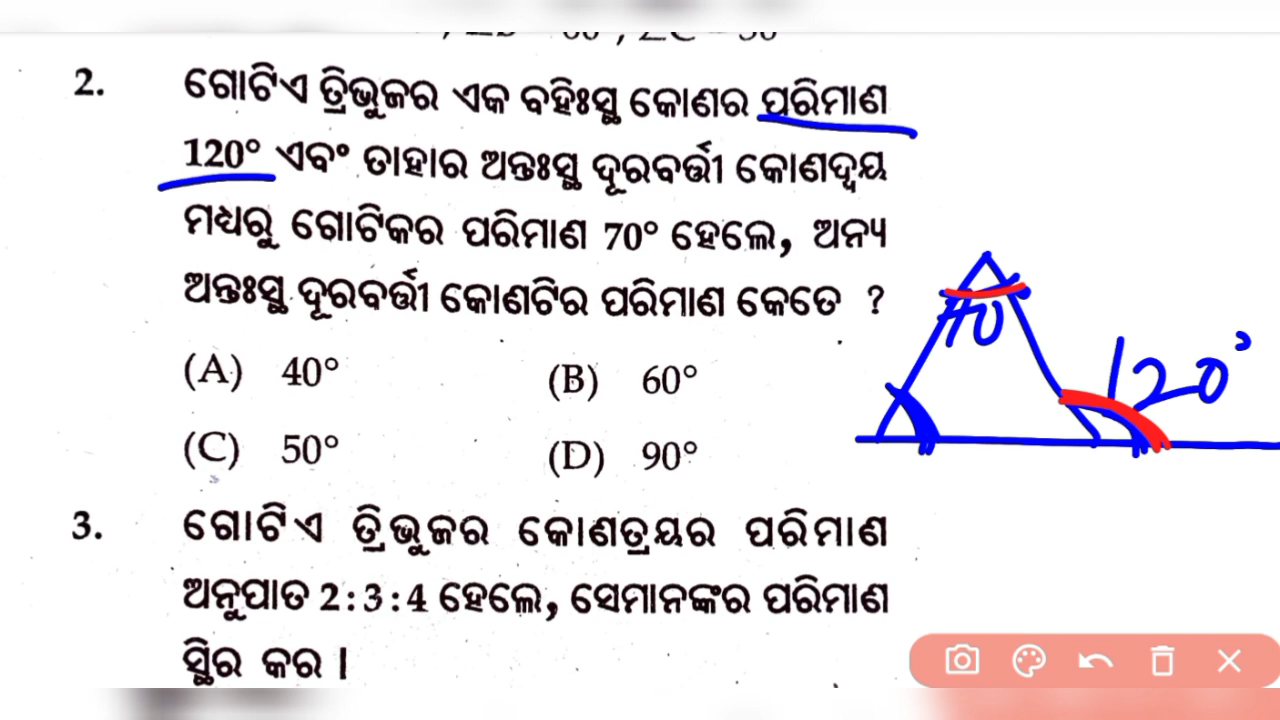 2. ଗୋଟିଏ ତ୍ରିଭୁଜର ଏକ ବହିଃସ୍ଥ କୋଣର ପରିମାଣ
120° ଏବଂ ତାହାର ଅନ୍ତଃସ୍ଥ ଦୂରବର୍ତ୍ତୀ କୋଣଦ୍ୱୟ
ମଧ୍ୟରୁ ଗୋଟିକର ପରିମାଣ 70° ହେଲେ, ଅନ୍ୟ
ଅନ୍ତଃସ୍ଥ ଦୂରବର୍ତ୍ତୀ କୋଣଟିର ପରିମାଣ କେତେ ?
70
120°
(A) 40° (B) 60°
(C) 50° (D) 90°
3. ଗୋଟିଏ ତ୍ରିଭୁଜର କୋଣତ୍ରୟର ପରିମାଣ
ଅନୁପାତ 2:3:4 ହେଲେ, ସେମାନଙ୍କର ପରିମାଣ
ସ୍ଥିର କର ।